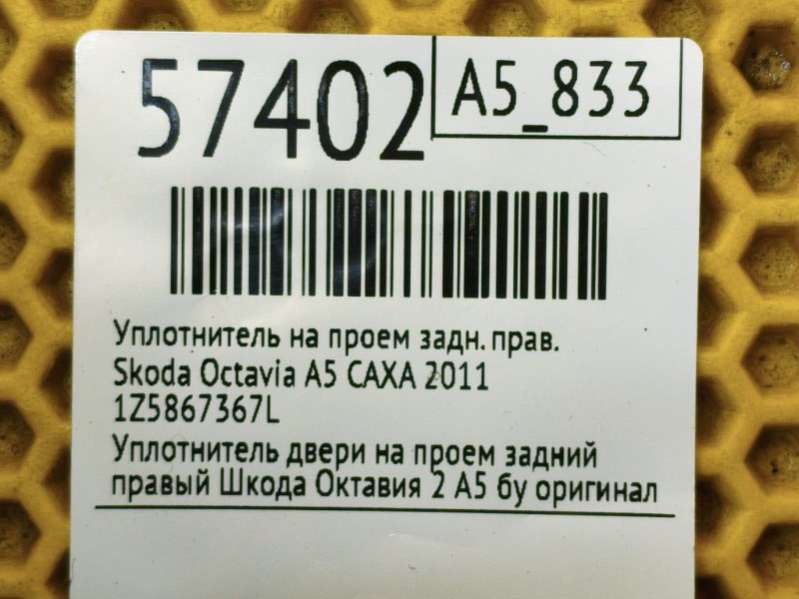 57402
A5_833
Уплотнитель на проем задн. прав.
Skoda Octavia A5 CAXA 2011
1Z5867367L
Уплотнитель двери на проем задний
правый Шкода Октавия 2 А5 бу оригинал